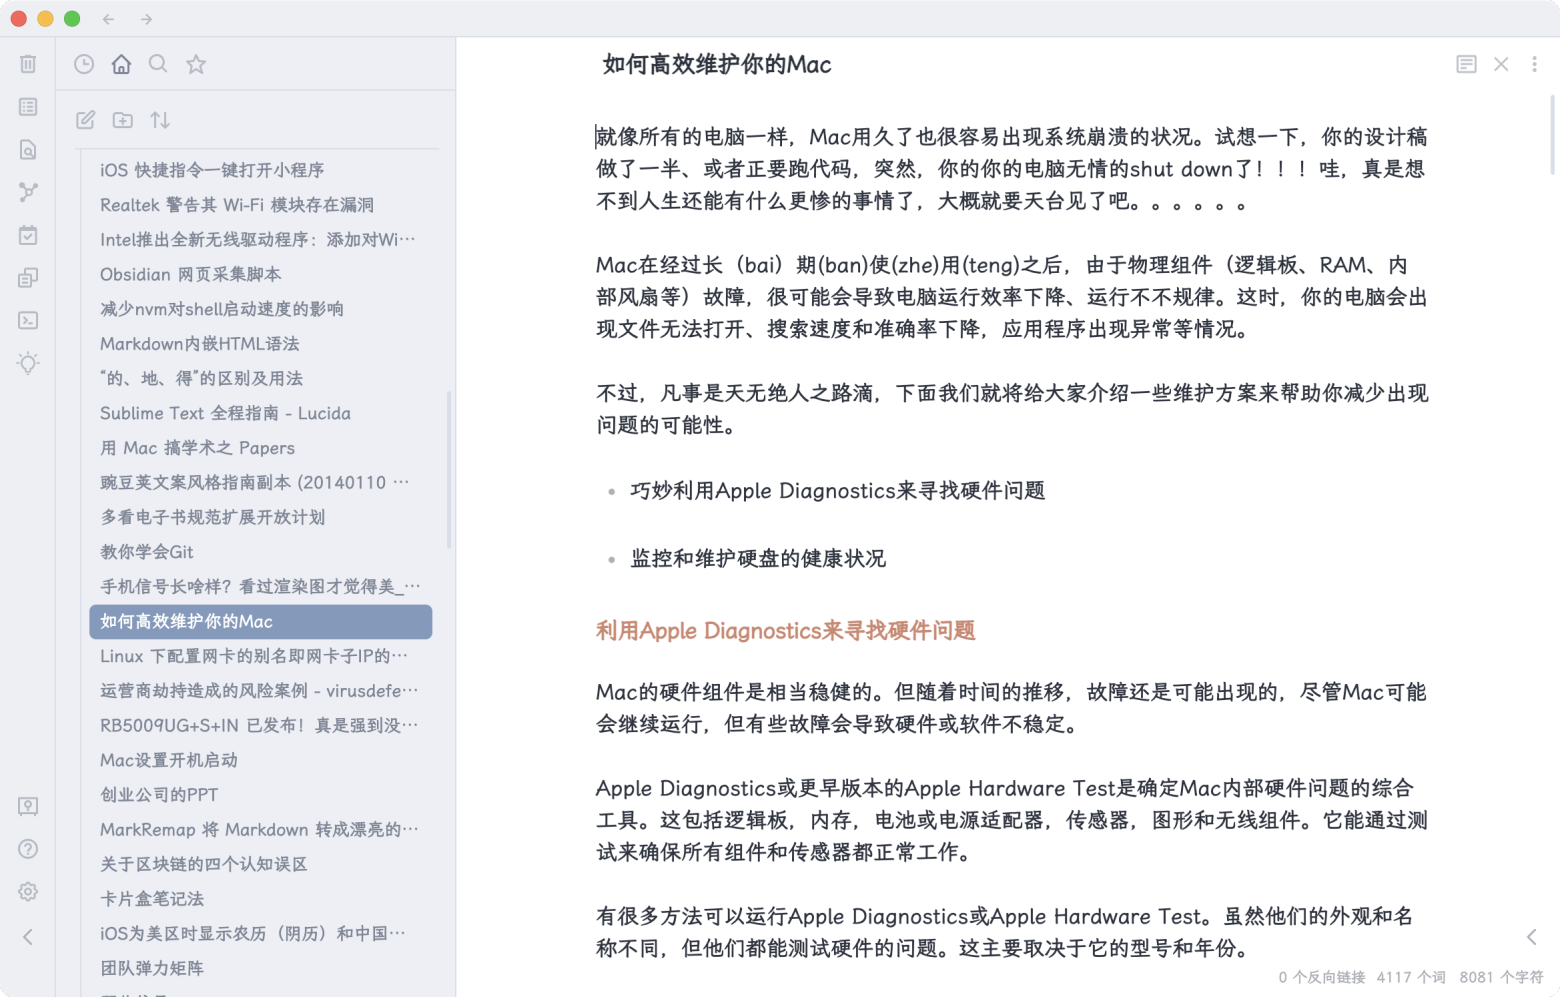 iOS 快捷指令一键打开小程序
Realtek 警告其 Wi-Fi 模块存在漏洞
Intel推出全新无线驱动程序：添加对Wi…
Obsidian 网页采集脚本
减少nvm对shell启动速度的影响
Markdown内嵌HTML语法
“的、地、得”的区别及用法
Sublime Text 全程指南 - Lucida
用 Mac 搞学术之 Papers
豌豆荚文案风格指南副本 (20140110 …
多看电子书规范扩展开放计划
教你学会Git
手机信号长啥样？看过渲染图才觉得美_…
如何高效维护你的Mac
Linux 下配置网卡的别名即网卡子IP的…
运营商劫持造成的风险案例 - virusdefe…
RB5009UG+S+IN 已发布！真是强到没…
Mac设置开机启动
创业公司的PPT
MarkRemap 将 Markdown 转成漂亮的…
关于区块链的四个认知误区
卡片盒笔记法
iOS为美区时显示农历（阴历）和中国…
团队弹力矩阵
如何高效维护你的Mac
就像所有的电脑一样，Mac用久了也很容易出现系统崩溃的状况。试想一下，你的设计稿
做了一半、或者正要跑代码，突然，你的你的电脑无情的shut down了！！！哇，真是想
不到人生还能有什么更惨的事情了，大概就要天台见了吧。。。。。。
Mac在经过长（bai）期(ban)使(zhe)用(teng)之后，由于物理组件（逻辑板、RAM、内
部风扇等）故障，很可能会导致电脑运行效率下降、运行不不规律。这时，你的电脑会出
现文件无法打开、搜索速度和准确率下降，应用程序出现异常等情况。
不过，凡事是天无绝人之路滴，下面我们就将给大家介绍一些维护方案来帮助你减少出现
问题的可能性。
• 巧妙利用Apple Diagnostics来寻找硬件问题
• 监控和维护硬盘的健康状况
利用Apple Diagnostics来寻找硬件问题
Mac的硬件组件是相当稳健的。但随着时间的推移，故障还是可能出现的，尽管Mac可能
会继续运行，但有些故障会导致硬件或软件不稳定。
Apple Diagnostics或更早版本的Apple Hardware Test是确定Mac内部硬件问题的综合
工具。这包括逻辑板，内存，电池或电源适配器，传感器，图形和无线组件。它能通过测
试来确保所有组件和传感器都正常工作。
有很多方法可以运行Apple Diagnostics或Apple Hardware Test。虽然他们的外观和名
称不同，但他们都能测试硬件的问题。这主要取决于它的型号和年份。
0 个反向链接 4117 个词 8081 个字符